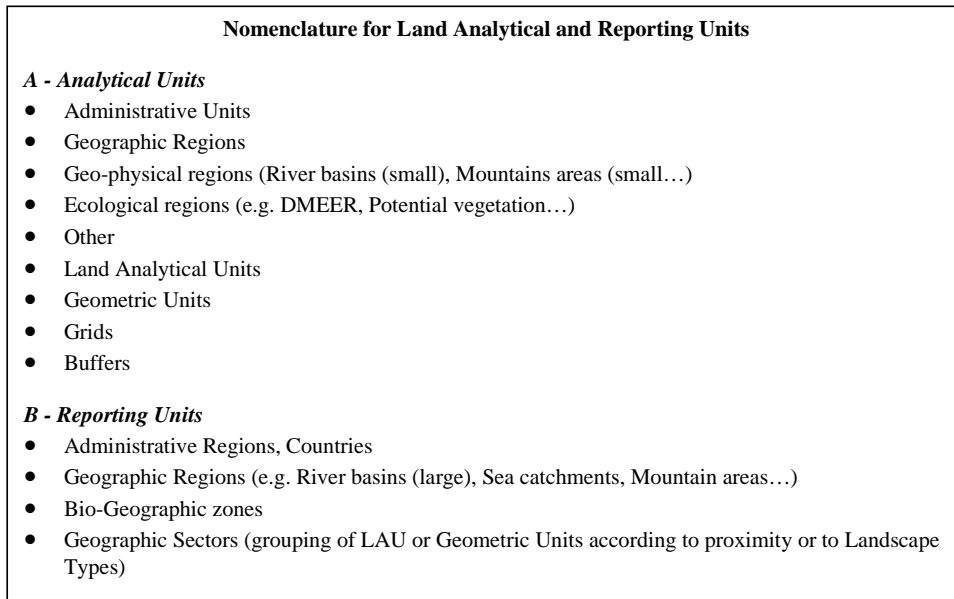 Nomenclature for Land Analytical and Reporting Units
A - Analytical Units
● Administrative Units
● Geographic Regions
● Geo-physical regions (River basins (small), Mountains areas (small…)
● Ecological regions (e.g. DMEER, Potential vegetation…)
● Other
● Land Analytical Units
● Geometric Units
● Grids
● Buffers
B - Reporting Units
● Administrative Regions, Countries
● Geographic Regions (e.g. River basins (large), Sea catchments, Mountain areas…)
● Bio-Geographic zones
● Geographic Sectors (grouping of LAU or Geometric Units according to proximity or to Landscape
Types)